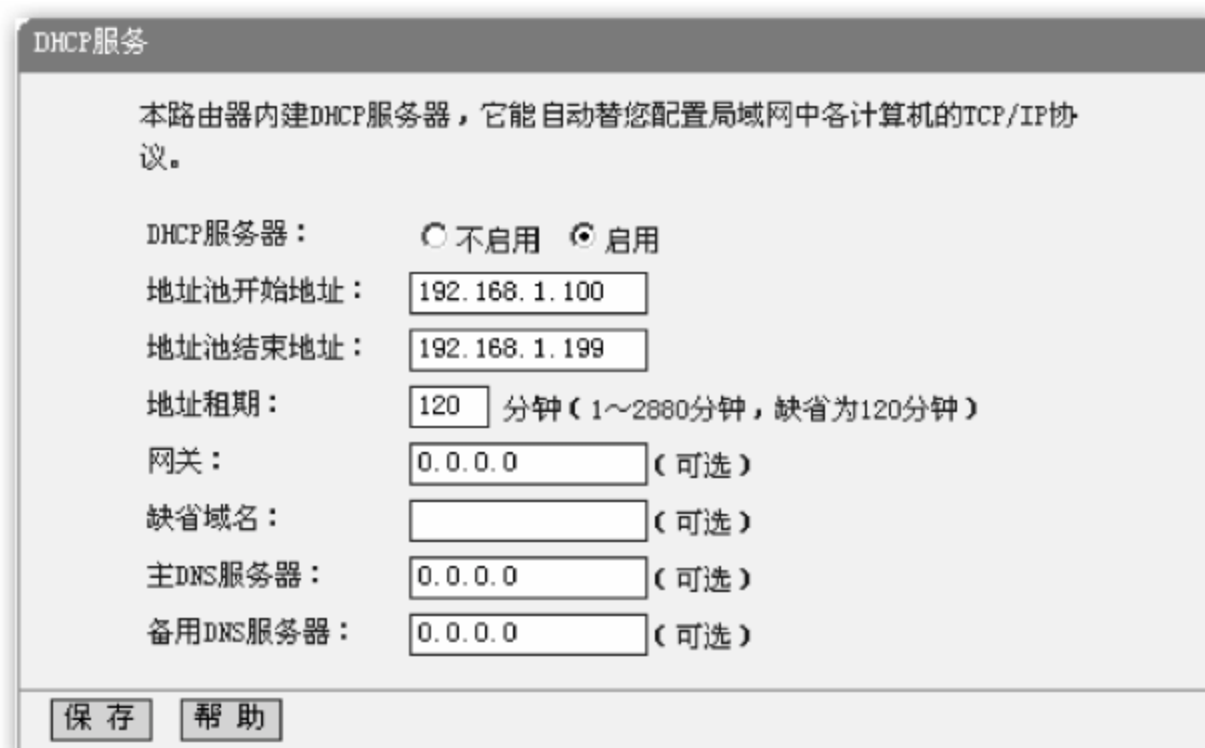 DHCP服务
本路由器内建DHCP服务器，它能自动替您配置局域网中各计算机的TCP/IP协
议。
DHCP服务器： 不启用 启用
地址池开始地址： 192.168.1.100
地址池结束地址： 192.168.1.199
地址租期： 120 分钟（1～2880分钟，缺省为120分钟）
网关： 0.0.0.0 （可选）
缺省域名： （可选）
主DNS服务器： 0.0.0.0 （可选）
备用DNS服务器： 0.0.0.0 （可选）
保 存 帮 助